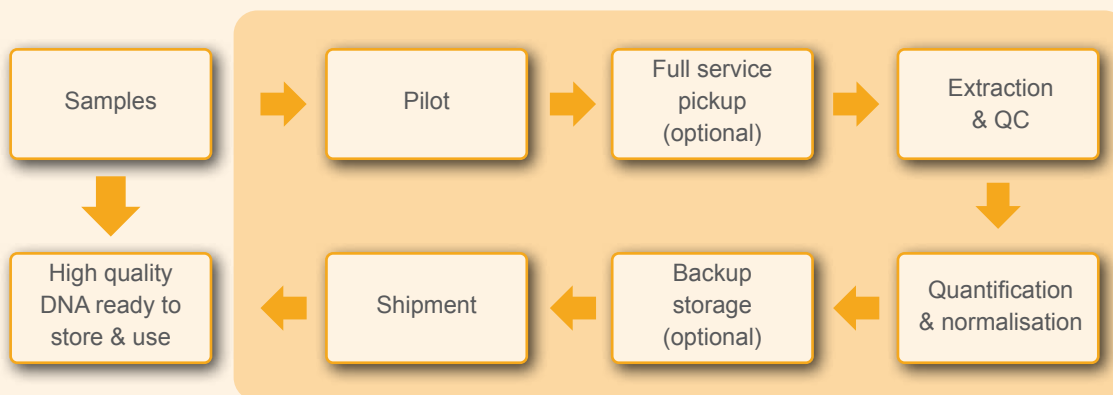 Samples
Pilot
Full service
pickup
(optional)
Extraction
& QC
High quality
DNA ready to
store & use
Shipment
Backup
storage
(optional)
Quantification
& normalisation